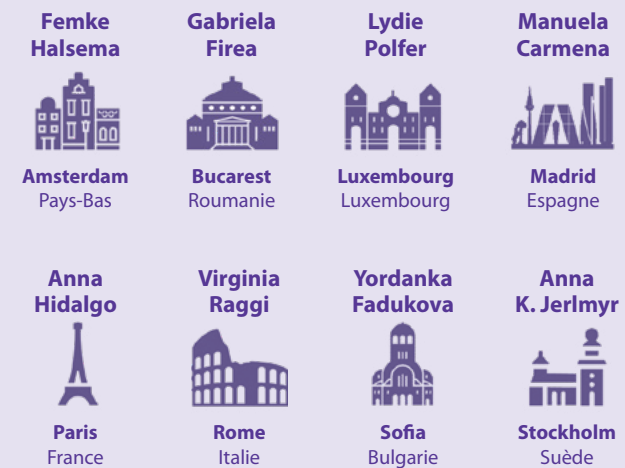 Femke
Halsema
Amsterdam
Pays-Bas
Gabriela
Firea
Bucarest
Roumanie
Lydie
Polfer
Luxembourg
Luxembourg
Manuela
Carmena
Madrid
Espagne
Anna
Hidalgo
Paris
France
Virginia
Raggi
Rome
Italie
Yordanka
Fadukova
Sofia
Bulgarie
Anna
K. Jerlmyr
Stockholm
Suède